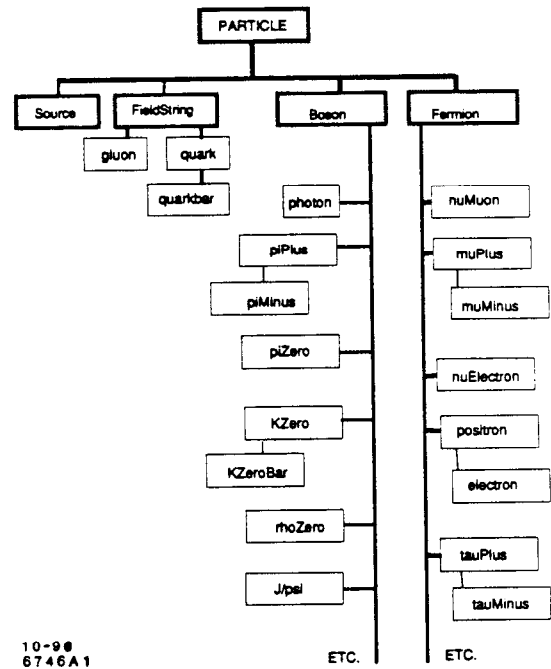 PARTICLE
Source
FieldString
Boson
Fermion
gluon
quark
quarkbar
photon
nuMuon
piPlus
muPlus
piMinus
muMinus
piZero
nuElectron
KZero
positron
KZeroBar
electron
rhoZero
tauPlus
J/psi
tauMinus
ETC.
ETC.
10-90
6746A1